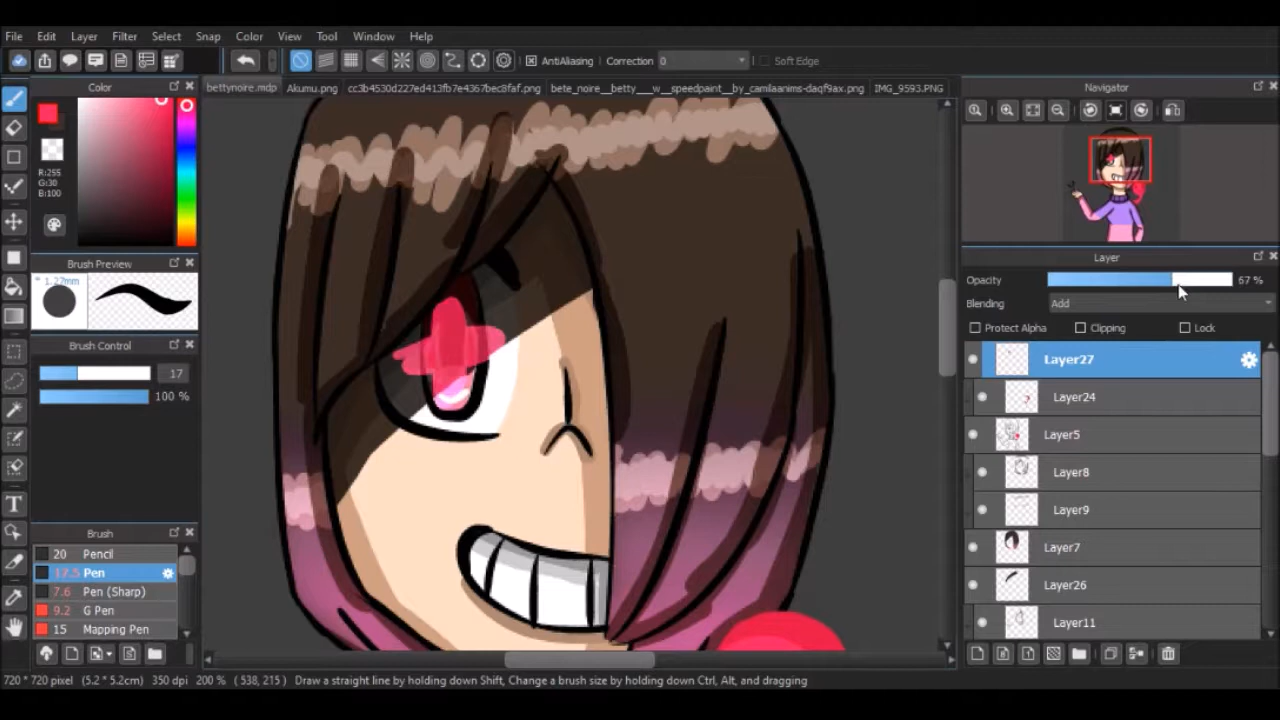 File Edit Layer Filter Select Snap Color View Tool Window Help
AntiAliasing Correction 0 Soft Edge
Color
bettynoire.mdp Akumu.png cc3b4530d227ed413fb7e4367bec8faf.png bete_noire__betty___w__speedpaint__by_camilaanims-daqf9ax.png IMG_9593.PNG
Navigator
R:255
G:30
B:100
Brush Preview
1.27mm
Layer
Opacity 67 %
Blending Add
Protect Alpha Clipping Lock
Brush Control
17
100 %
Layer27
Layer24
Layer5
Layer8
Layer9
Layer7
Layer26
Layer11
Brush
20 Pencil
17.5 Pen
7.6 Pen (Sharp)
9.2 G Pen
15 Mapping Pen
720 * 720 pixel (5.2 * 5.2cm) 350 dpi 200 % ( 538, 215 ) Draw a straight line by holding down Shift, Change a brush size by holding down Ctrl, Alt, and dragging